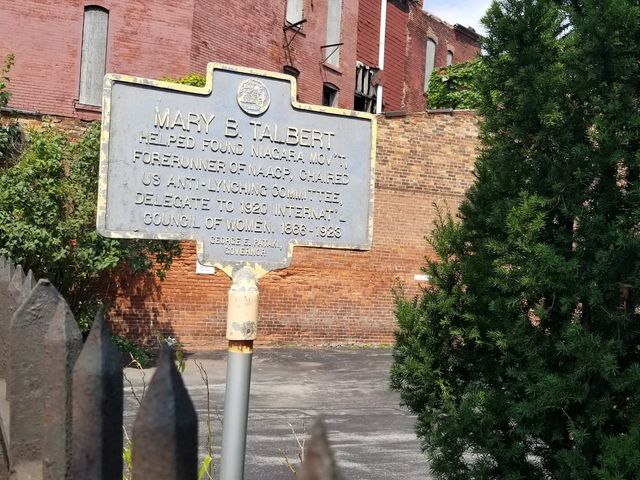 MARY B. TALBERT
HELPED FOUND NIAGARA MOV'T.
FORERUNNER OF NAACP, CHAIRED
US ANTI-LYNCHING COMMITTEE,
DELEGATE TO 1920 INTERNAT'L
COUNCIL OF WOMEN. 1866-1923
GEORGE E. PATAKI,
GOVERNOR